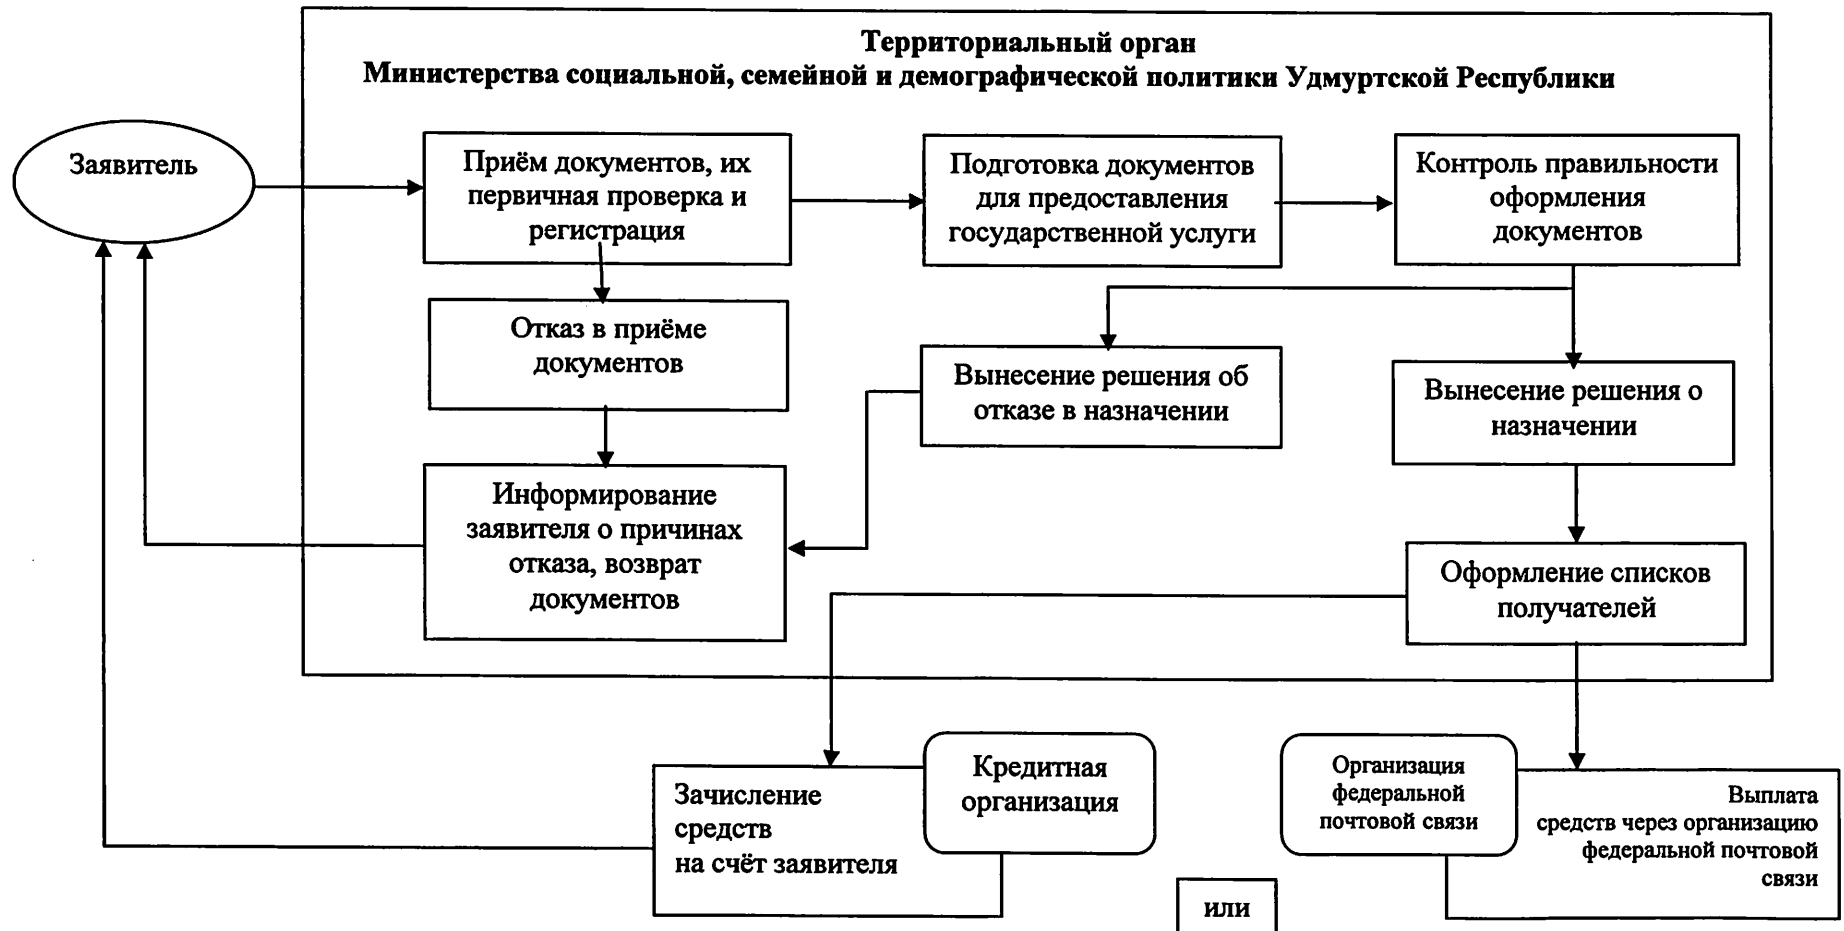 Территориальный орган
Министерства социальной, семейной и демографической политики Удмуртской Республики
Заявитель
Приём документов, их
первичная проверка и
регистрация
Подготовка документов
для предоставления
государственной услуги
Контроль правильности
оформления
документов
Отказ в приёме
документов
Вынесение решения об
отказе в назначении
Вынесение решения о
назначении
Информирование
заявителя о причинах
отказа, возврат
документов
Оформление списков
получателей
Зачисление
средств
на счёт заявителя
Кредитная
организация
Организация
федеральной
почтовой связи
Выплата
средств через организацию
федеральной почтовой
связи
или